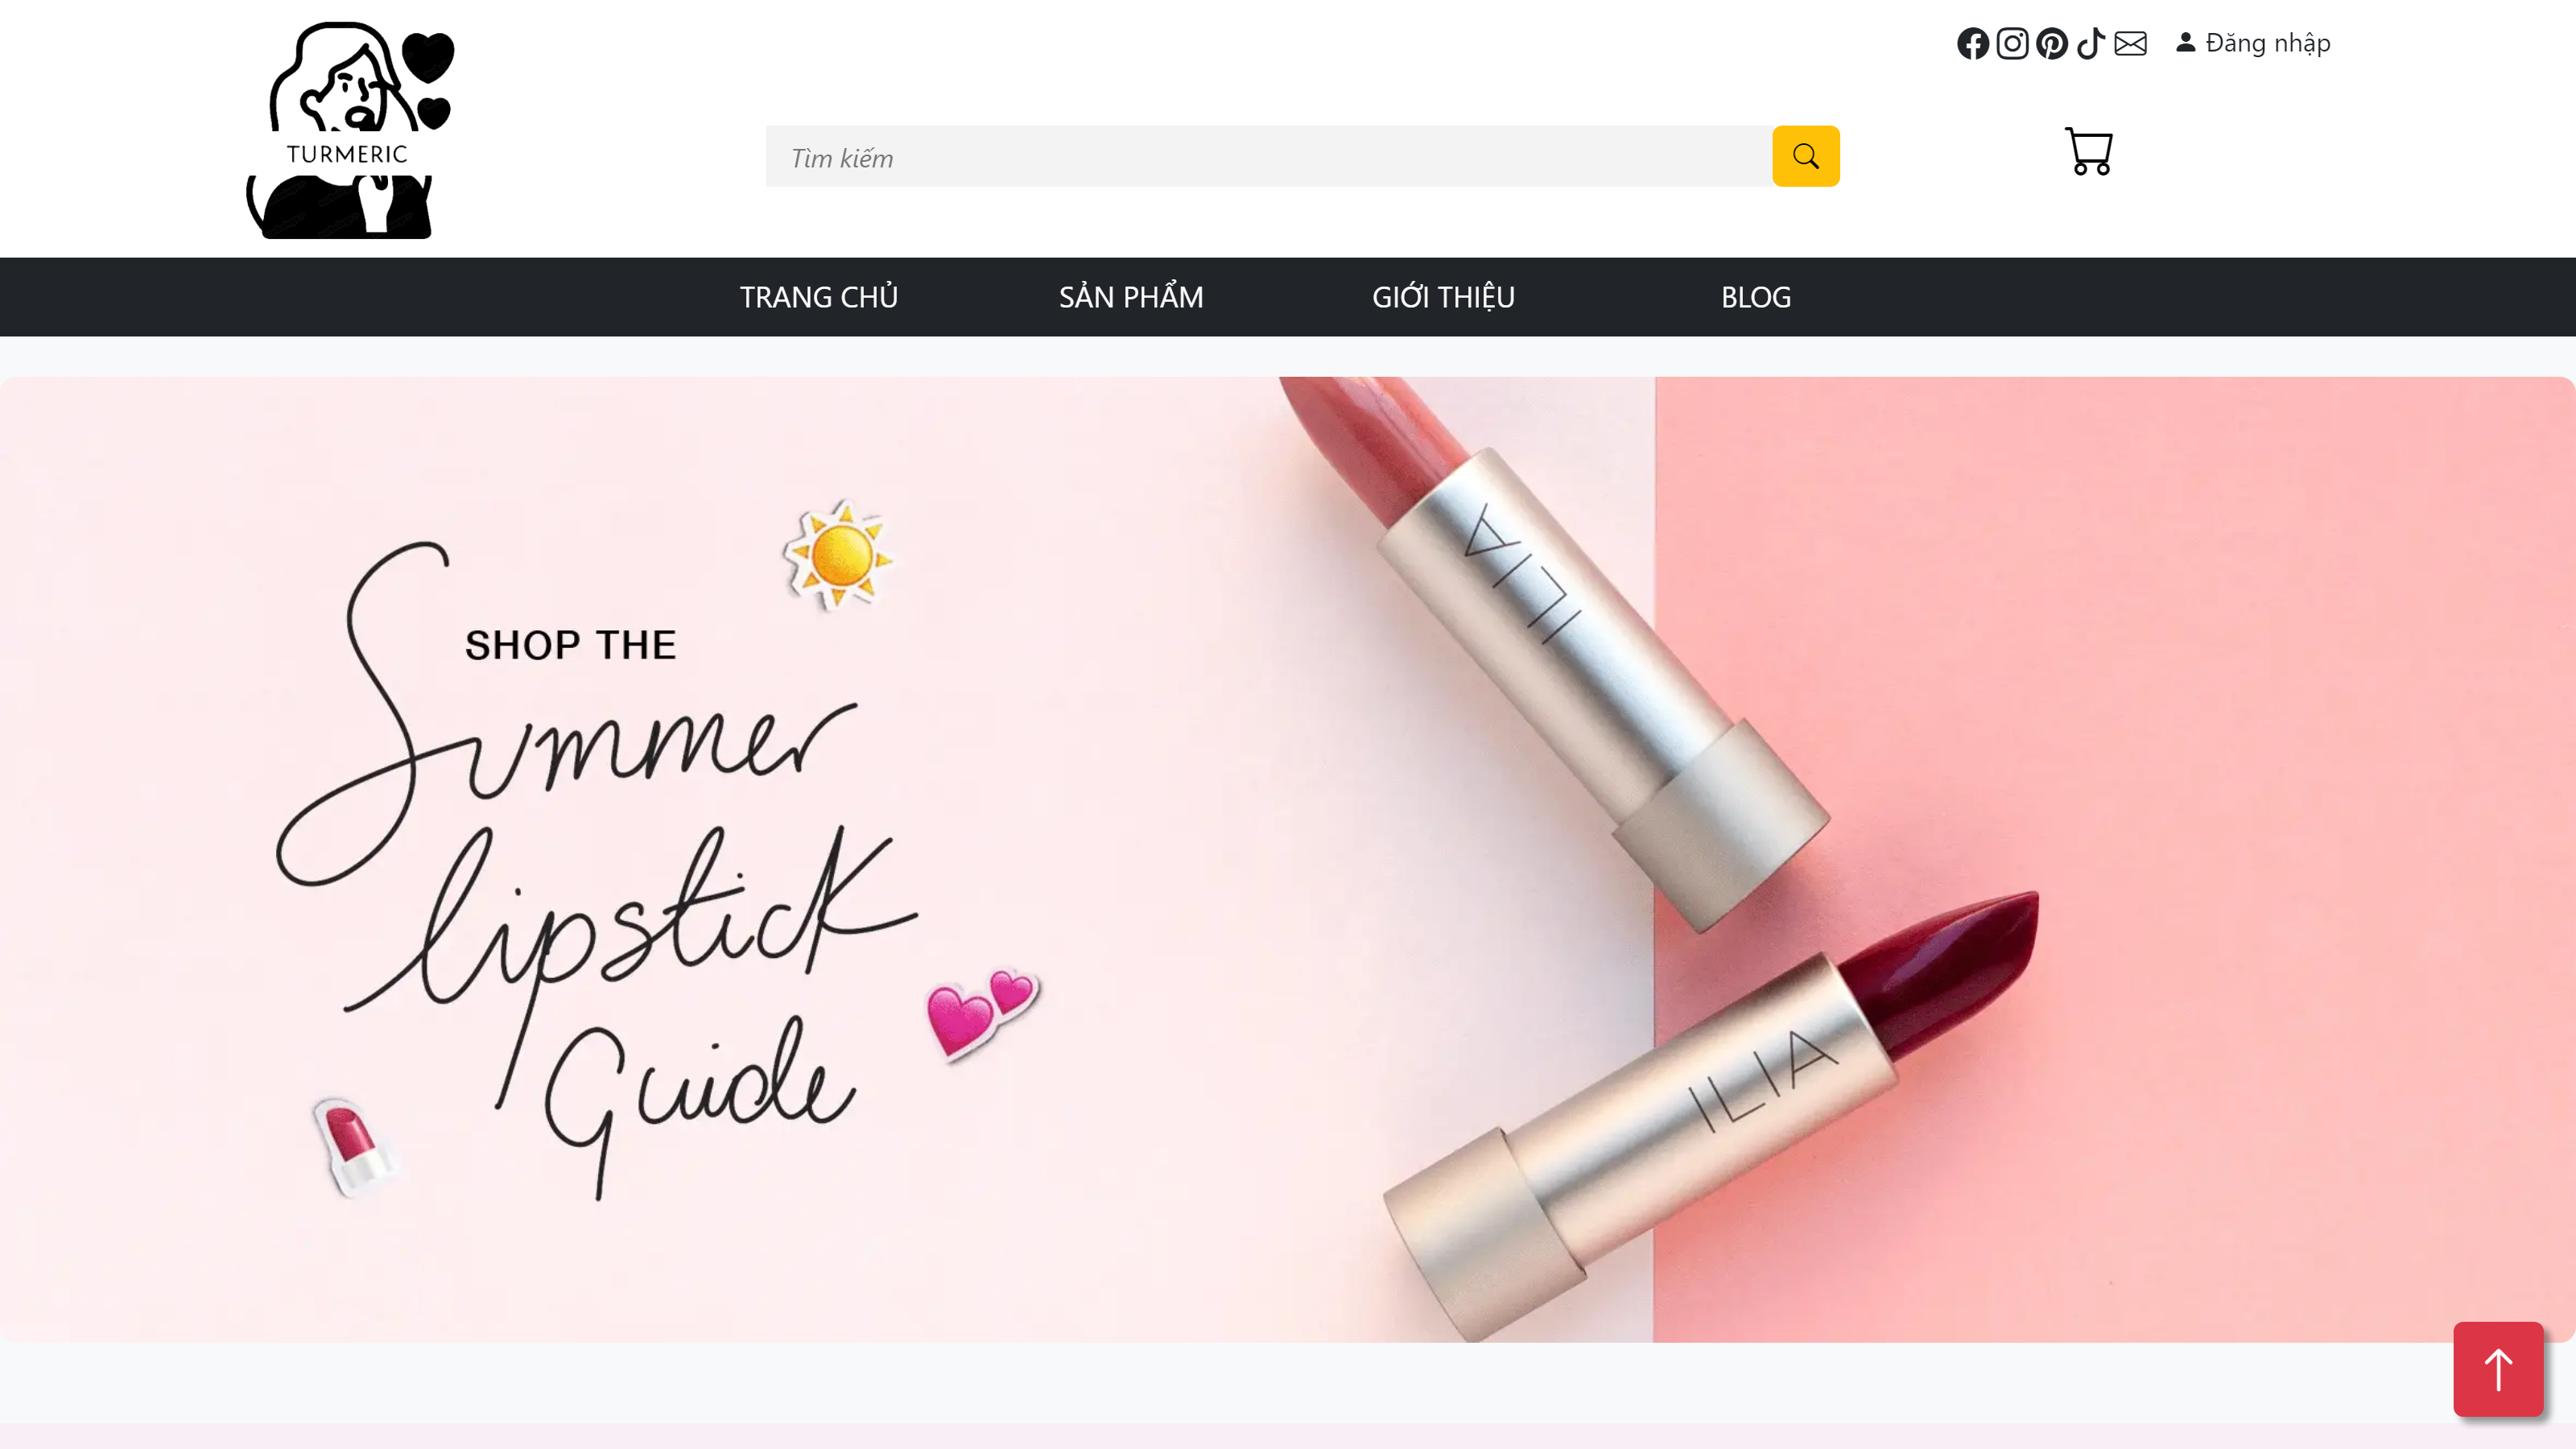 Đăng nhập
TURMERIC
Tìm kiếm
TRANG CHỦ
SẢN PHẨM
GIỚI THIỆU
BLOG
SHOP THE
Summer
lipstick
Guide
ILIA
ILIA